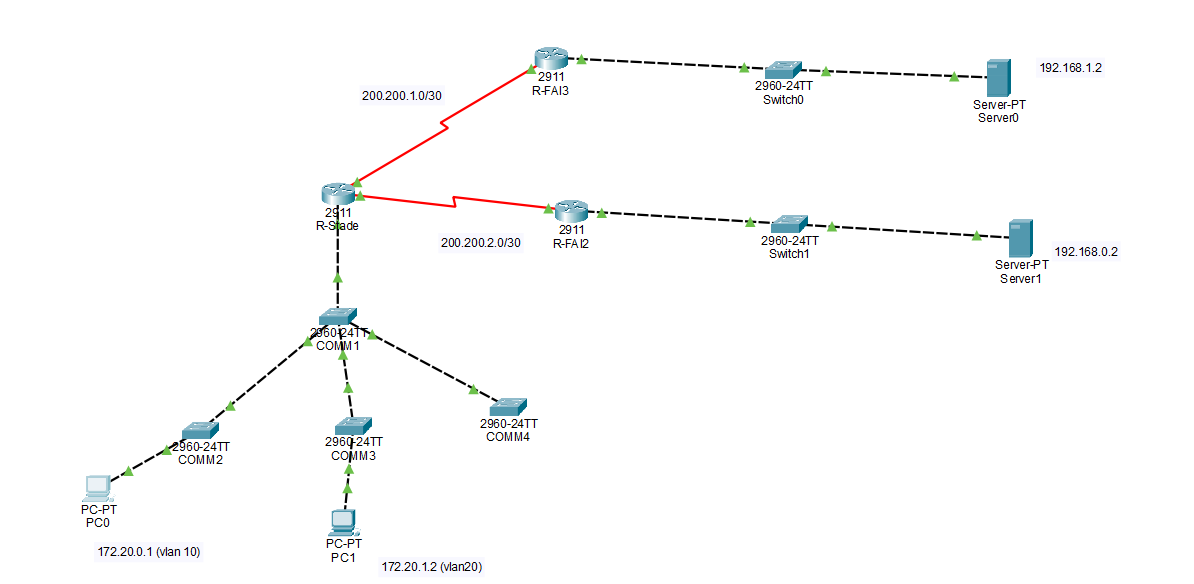 2911
R-FAI3
2960-24TT
Switch0
Server-PT
Server0
192.168.1.2
200.200.1.0/30
2911
R-Stade
200.200.2.0/30
2911
R-FAI2
2960-24TT
Switch1
Server-PT
Server1
192.168.0.2
2960-24TT
COMM1
2960-24TT
COMM2
2960-24TT
COMM3
2960-24TT
COMM4
PC-PT
PC0
172.20.0.1 (vlan 10)
PC-PT
PC1
172.20.1.2 (vlan20)